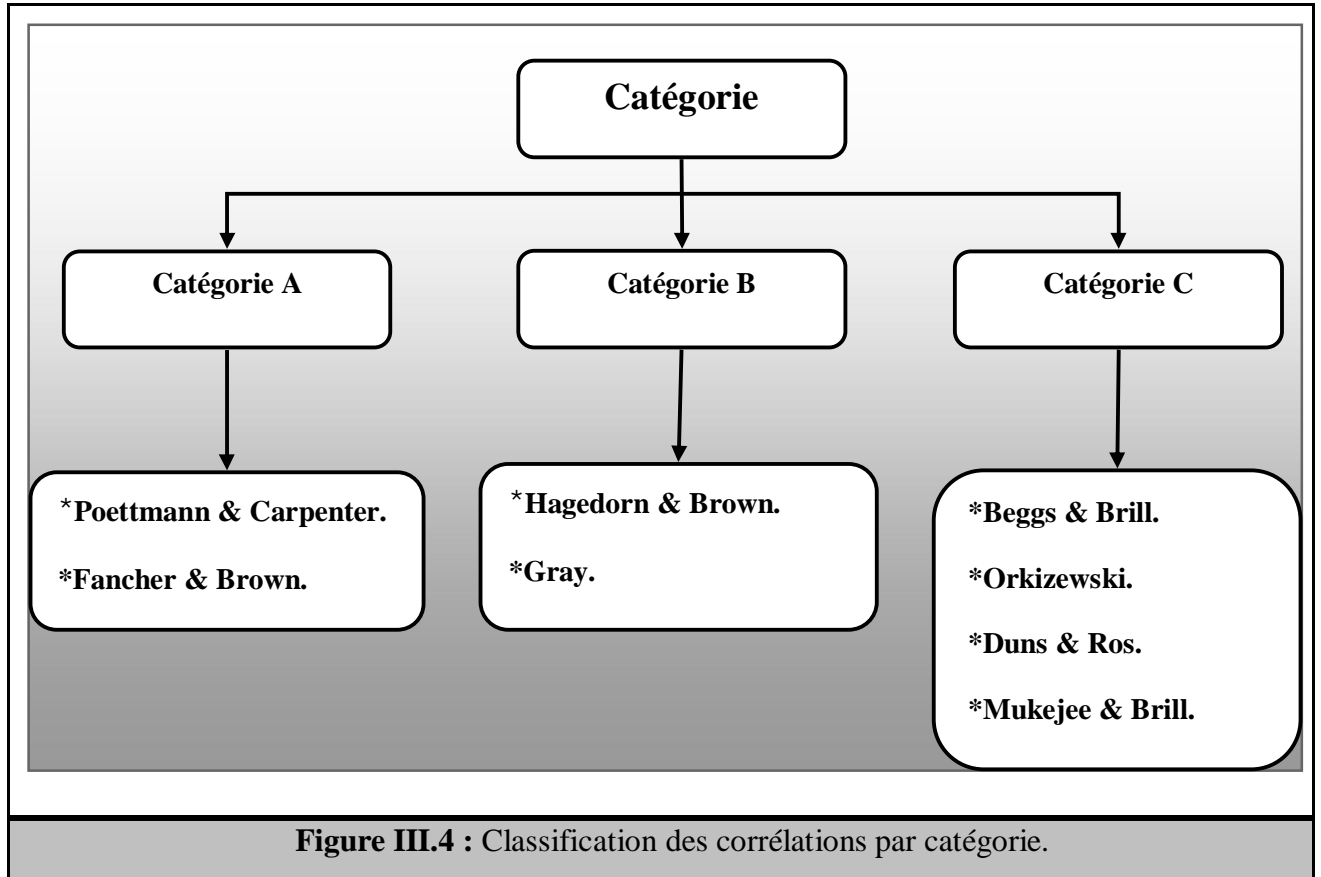 Catégorie
Catégorie A
Catégorie B
Catégorie C
*Poettmann & Carpenter.
*Fancher & Brown.
*Hagedorn & Brown.
*Gray.
*Beggs & Brill.
*Orkizewski.
*Duns & Ros.
*Mukejee & Brill.
Figure III.4 : Classification des corrélations par catégorie.